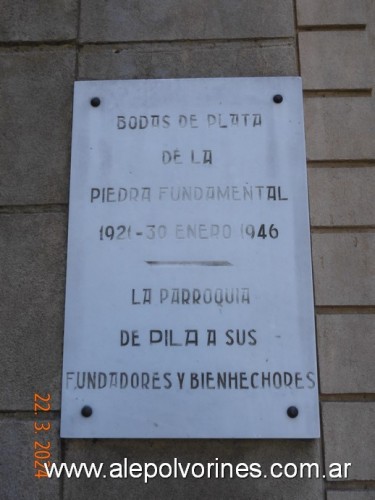 BODAS DE PLATA
DE LA
PIEDRA FUNDAMENTAL
1921-30 ENERO 1946
LA PARROQUIA
DE PILA A SUS
FUNDADORES Y BIENHECHORES
22.3.2024
www.alepolvorines.com.ar